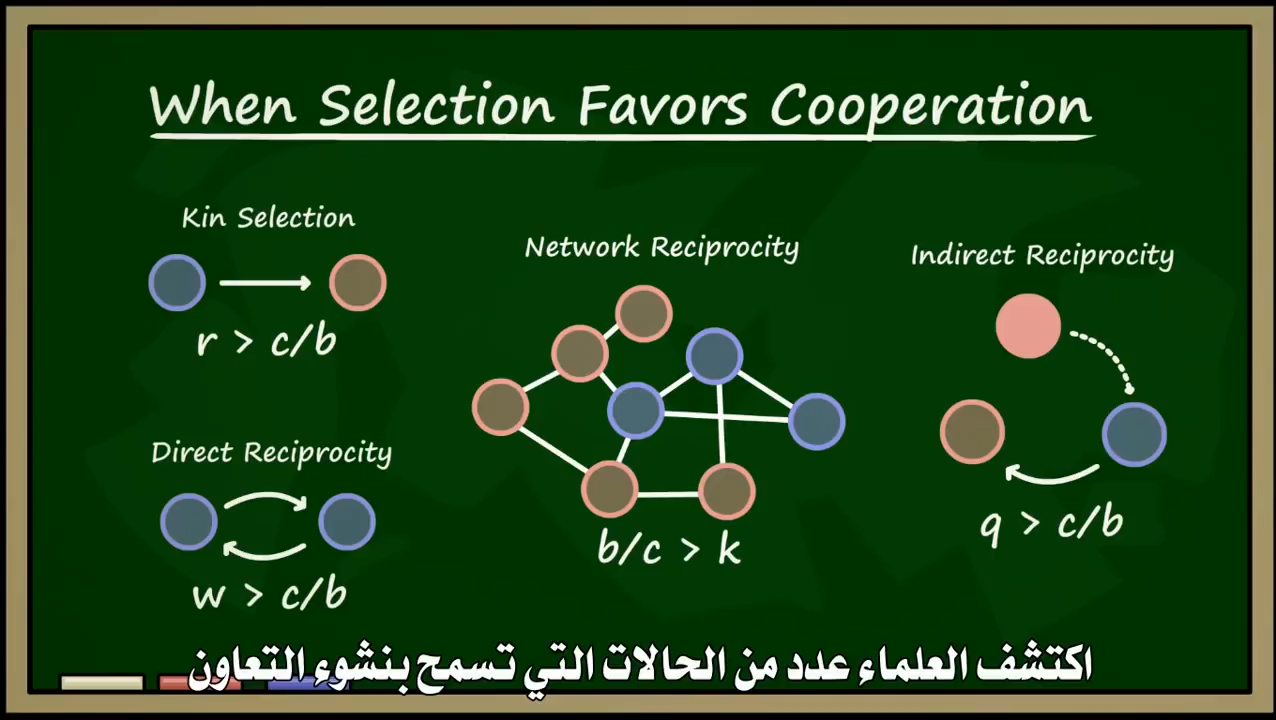 When Selection Favors Cooperation
Kin Selection
r > c/b
Direct Reciprocity
w > c/b
Network Reciprocity
b/c > k
Indirect Reciprocity
q > c/b
اكتشف العلماء عدد من الحالات التي تسمح بنشوء التعاون